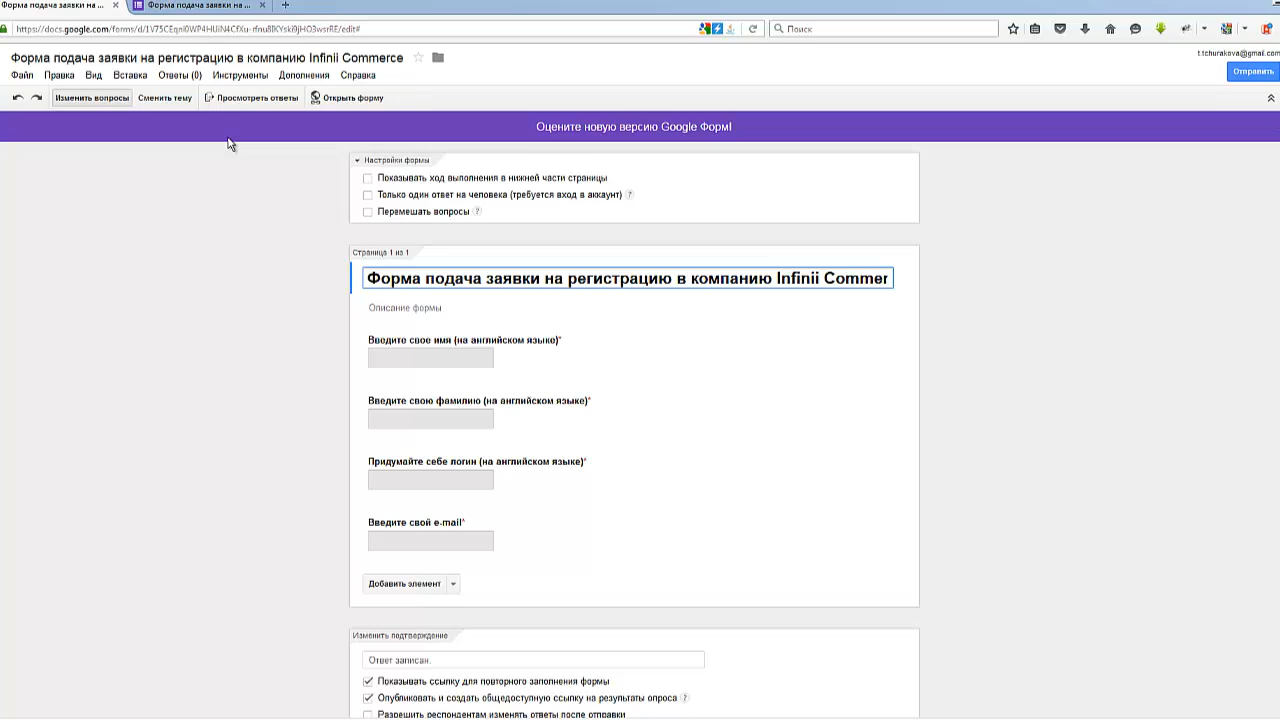 Форма подача заявки на ...
Форма подача заявки на ...
https://docs.google.com/forms/d/
Поиск
Форма подача заявки на регистрацию в компанию Infinii Commerce
t.tchurakova@gmail.com
Файл Правка Вид Вставка Ответы (0) Инструменты Дополнения Справка
Отправить
Изменить вопросы Сменить тему Просмотреть ответы Открыть форму
Оцените новую версию Google Форм!
Настройки формы
Показывать ход выполнения в нижней части страницы
Только один ответ на человека (требуется вход в аккаунт) ?
Перемешать вопросы ?
Страница 1 из 1
Форма подача заявки на регистрацию в компанию Infinii Commer
Описание формы
Введите свое имя (на английском языке)*
Введите свою фамилию (на английском языке)*
Придумайте себе логин (на английском языке)*
Введите свой e-mail*
Добавить элемент
Изменить подтверждение
Ответ записан.
Показывать ссылку для повторного заполнения формы
Опубликовать и создать общедоступную ссылку на результаты опроса ?
Разрешить респондентам изменять ответы после отправки